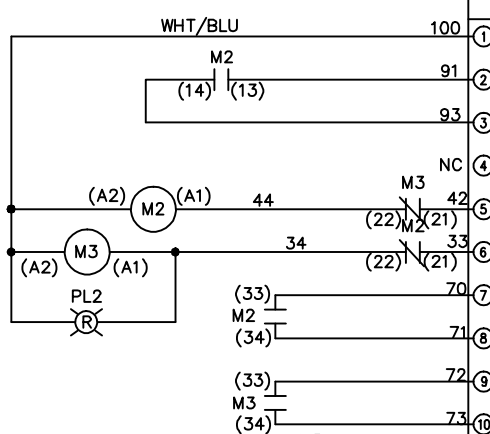 WHT/BLU 100 1
M2
91 2
(14) (13)
93 3
NC 4
M3
(A2) M2 (A1) 44 42 5
(22) (21)
M2
34 33 6
(A2) M3 (A1) (22) (21)
PL2
R
(33) 70 7
M2
(34) 71 8
(33) 72 9
M3
(34) 73 10